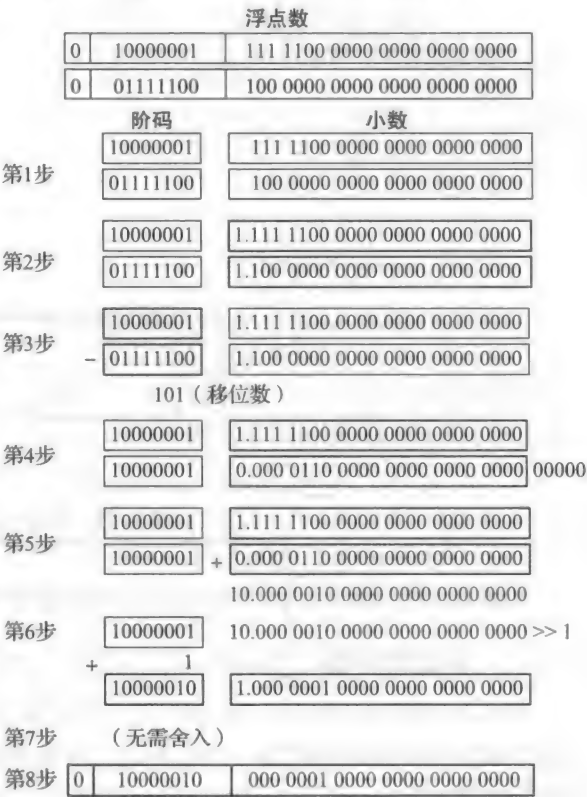 浮点数
0 10000001 111 1100 0000 0000 0000 0000
0 01111100 100 0000 0000 0000 0000 0000
阶码 小数
第1步 10000001 111 1100 0000 0000 0000 0000
01111100 100 0000 0000 0000 0000 0000
第2步 10000001 1.111 1100 0000 0000 0000 0000
01111100 1.100 0000 0000 0000 0000 0000
第3步 10000001 1.111 1100 0000 0000 0000 0000
- 01111100 1.100 0000 0000 0000 0000 0000
101（移位数）
第4步 10000001 1.111 1100 0000 0000 0000 0000
10000001 0.000 0110 0000 0000 0000 0000 00000
第5步 10000001 1.111 1100 0000 0000 0000 0000
10000001 + 0.000 0110 0000 0000 0000 0000
10.000 0010 0000 0000 0000 0000
第6步 10000001 10.000 0010 0000 0000 0000 0000 >> 1
+ 1
10000010 1.000 0001 0000 0000 0000 0000
第7步 （无需舍入）
第8步 0 10000010 000 0001 0000 0000 0000 0000